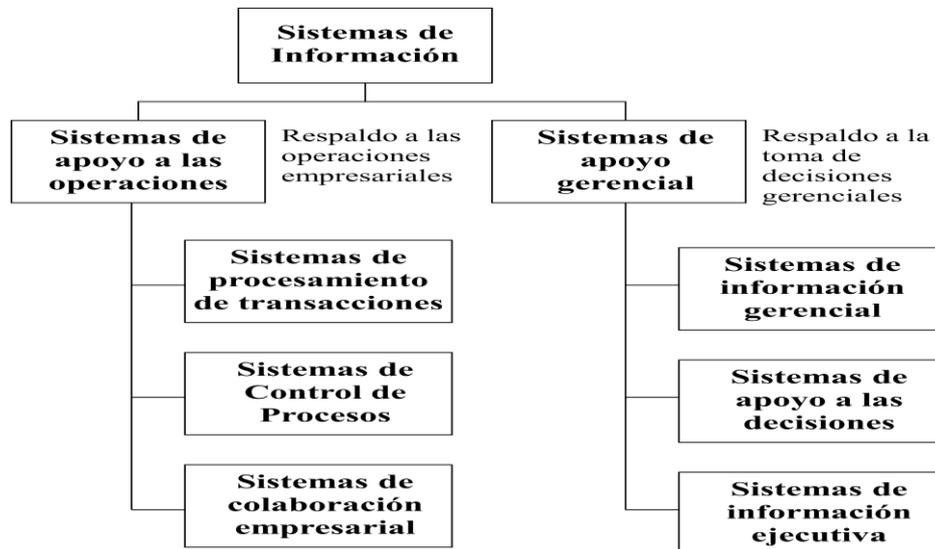 Sistemas de
Información
Sistemas de
apoyo a las
operaciones
Respaldo a las
operaciones
empresariales
Sistemas de
apoyo
gerencial
Respaldo a la
toma de
decisiones
gerenciales
Sistemas de
procesamiento
de transacciones
Sistemas de
Control de
Procesos
Sistemas de
colaboración
empresarial
Sistemas de
información
gerencial
Sistemas de
apoyo a las
decisiones
Sistemas de
información
ejecutiva